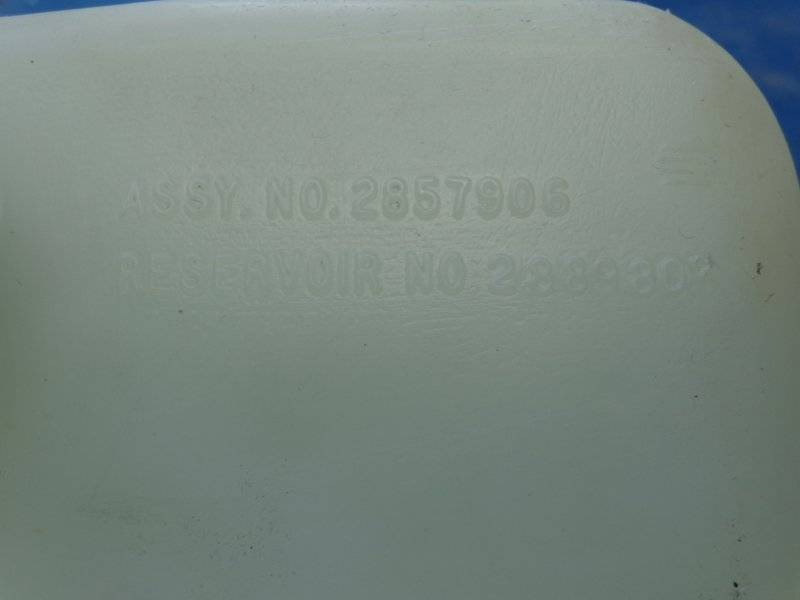 ASSY. NO. 2857906
RESERVOIR NO